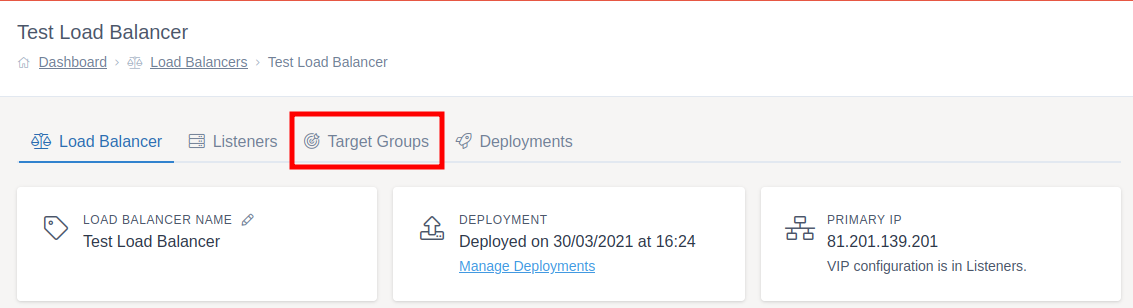 Test Load Balancer
Dashboard › Load Balancers › Test Load Balancer
Load Balancer Listeners Target Groups Deployments
LOAD BALANCER NAME
Test Load Balancer
DEPLOYMENT
Deployed on 30/03/2021 at 16:24
Manage Deployments
PRIMARY IP
81.201.139.201
VIP configuration is in Listeners.